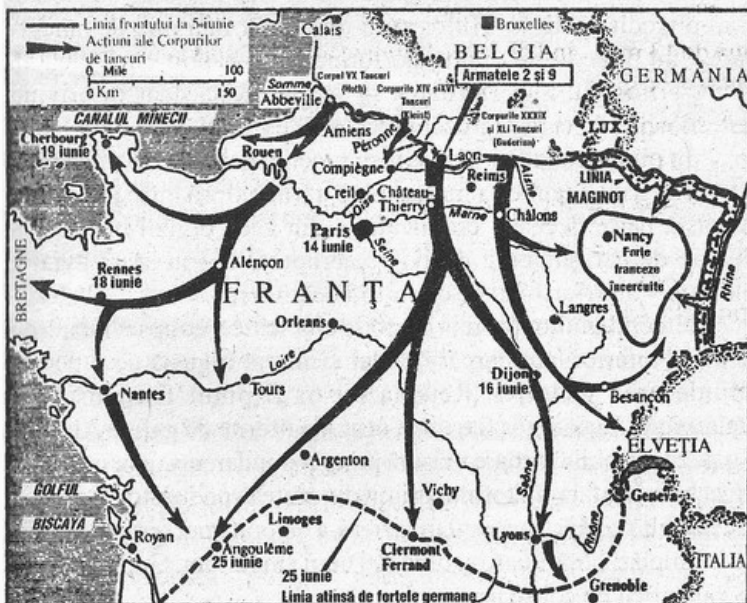 Linia frontului la 5 iunie
Acțiuni ale Corpurilor
de tancuri
0 Mile 100
0 Km 150
Calais
Bruxelles
BELGIA
Armatele 2 și 9
GERMANIA
LUX
Somme
Corpul VX Tancuri
(Hoth)
Corpurile XIV șiXVI
Tancuri
(Kleist)
Corpurile XXXIX
și XLI Tancuri
(Guderian)
Abbeville
Amiens
Péronne
CANALUL MÎNECII
Cherbourg
19 iunie
Rouen
Compiègne
Laon
Reims
Aisne
LINIA
MAGINOT
Creil
Oise
Château
Thierry
Marne
Châlons
Paris
14 iunie
Seine
Nancy
Forțe
franceze
încercuite
Rhine
BRETAGNE
Rennes
18 iunie
Alençon
FRANȚA
Langres
Orleans
Loire
Nantes
Tours
Dijon
16 iunie
Besançon
ELVEȚIA
Argenton
Saône
Geneva
GOLFUL
BISCAYA
Vichy
Limoges
Rhône
Royan
Angoulême
25 iunie
Clermont
Ferrand
Lyons
ITALIA
25 iunie
Linia atinsă de forțele germane
Grenoble